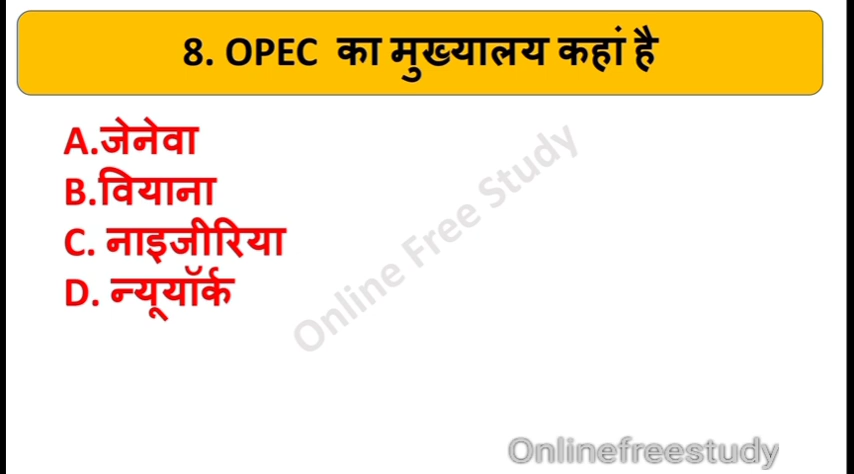 8. OPEC का मुख्यालय कहां है
A.जेनेवा
B.वियाना
C. नाइजीरिया
D. न्यूयॉर्क
Online Free Study
Onlinefreestudy